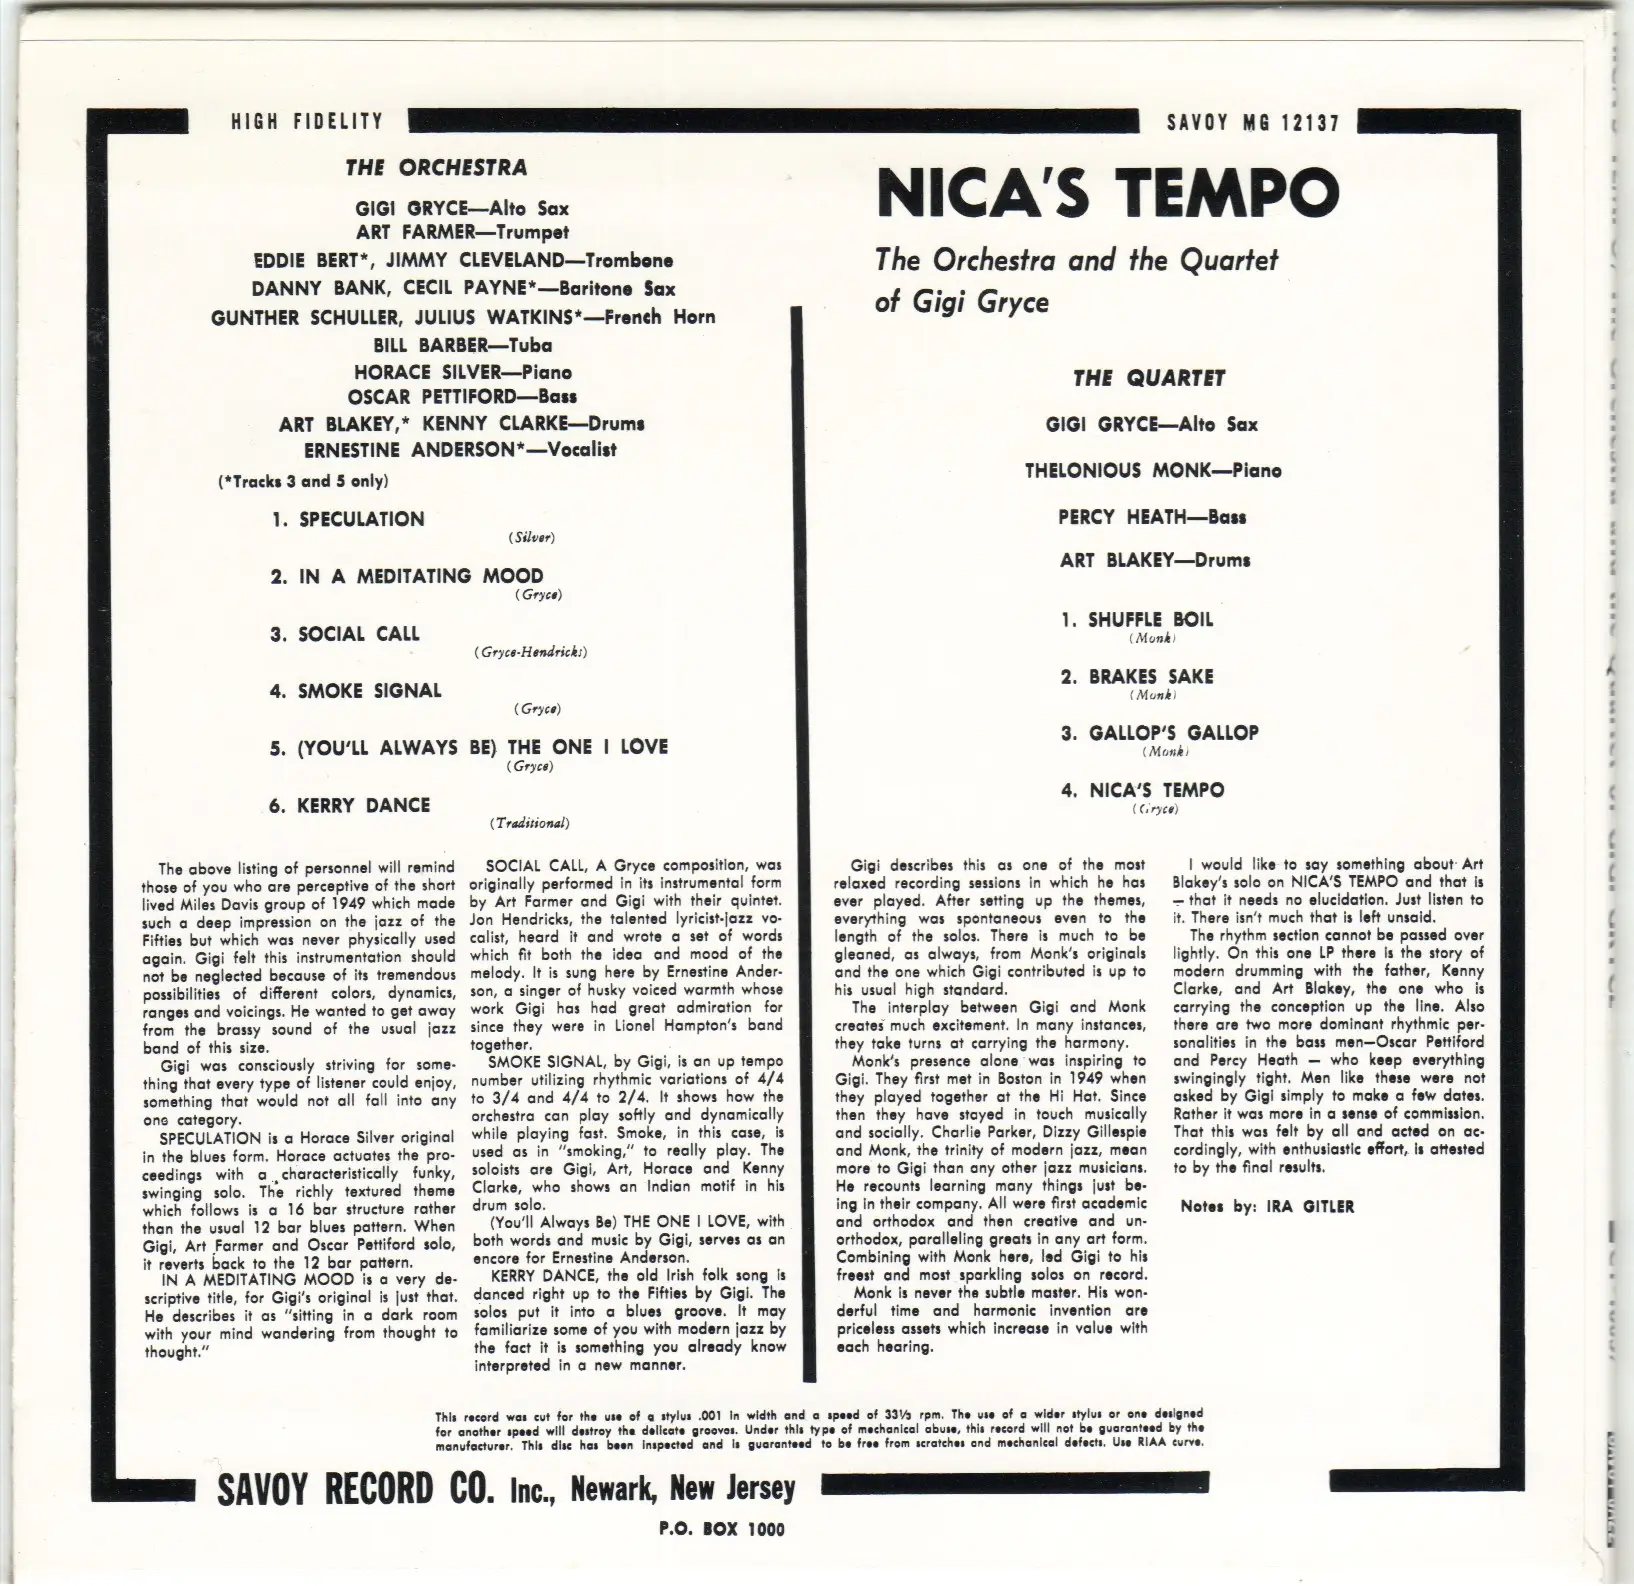 HIGH FIDELITY
SAVOY MG 12137
THE ORCHESTRA
GIGI GRYCE—Alto Sax
ART FARMER—Trumpet
EDDIE BERT*, JIMMY CLEVELAND—Trombone
DANNY BANK, CECIL PAYNE*—Baritone Sax
GUNTHER SCHULLER, JULIUS WATKINS*—French Horn
BILL BARBER—Tuba
HORACE SILVER—Piano
OSCAR PETTIFORD—Bass
ART BLAKEY,* KENNY CLARKE—Drums
ERNESTINE ANDERSON*—Vocalist
(*Tracks 3 and 5 only)
1. SPECULATION
(Silver)
2. IN A MEDITATING MOOD
(Gryce)
3. SOCIAL CALL
(Gryce-Hendricks)
4. SMOKE SIGNAL
(Gryce)
5. (YOU'LL ALWAYS BE) THE ONE I LOVE
(Gryce)
6. KERRY DANCE
(Traditional)
NICA'S TEMPO
The Orchestra and the Quartet
of Gigi Gryce
THE QUARTET
GIGI GRYCE—Alto Sax
THELONIOUS MONK—Piano
PERCY HEATH—Bass
ART BLAKEY—Drums
1. SHUFFLE BOIL
(Monk)
2. BRAKES SAKE
(Monk)
3. GALLOP'S GALLOP
(Monk)
4. NICA'S TEMPO
(Gryce)
The above listing of personnel will remind
those of you who are perceptive of the short
lived Miles Davis group of 1949 which made
such a deep impression on the jazz of the
Fifties but which was never physically used
again. Gigi felt this instrumentation should
not be neglected because of its tremendous
possibilities of different colors, dynamics,
ranges and voicings. He wanted to get away
from the brassy sound of the usual jazz
band of this size.
Gigi was consciously striving for some-
thing that every type of listener could enjoy,
something that would not all fall into any
one category.
SPECULATION is a Horace Silver original
in the blues form. Horace actuates the pro-
ceedings with a characteristically funky,
swinging solo. The richly textured theme
which follows is a 16 bar structure rather
than the usual 12 bar blues pattern. When
Gigi, Art Farmer and Oscar Pettiford solo,
it reverts back to the 12 bar pattern.
IN A MEDITATING MOOD is a very de-
scriptive title, for Gigi's original is just that.
He describes it as "sitting in a dark room
with your mind wandering from thought to
thought."
SOCIAL CALL, A Gryce composition, was
originally performed in its instrumental form
by Art Farmer and Gigi with their quintet.
Jon Hendricks, the talented lyricist-jazz vo-
calist, heard it and wrote a set of words
which fit both the idea and mood of the
melody. It is sung here by Ernestine Ander-
son, a singer of husky voiced warmth whose
work Gigi has had great admiration for
since they were in Lionel Hampton's band
together.
SMOKE SIGNAL, by Gigi, is an up tempo
number utilizing rhythmic variations of 4/4
to 3/4 and 4/4 to 2/4. It shows how the
orchestra can play softly and dynamically
while playing fast. Smoke, in this case, is
used as in "smoking," to really play. The
soloists are Gigi, Art, Horace and Kenny
Clarke, who shows an Indian motif in his
drum solo.
(You'll Always Be) THE ONE I LOVE, with
both words and music by Gigi, serves as an
encore for Ernestine Anderson.
KERRY DANCE, the old Irish folk song is
danced right up to the Fifties by Gigi. The
solos put it into a blues groove. It may
familiarize some of you with modern jazz by
the fact it is something you already know
interpreted in a new manner.
Gigi describes this as one of the most
relaxed recording sessions in which he has
ever played. After setting up the themes,
everything was spontaneous even to the
length of the solos. There is much to be
gleaned, as always, from Monk's originals
and the one which Gigi contributed is up to
his usual high standard.
The interplay between Gigi and Monk
creates much excitement. In many instances,
they take turns at carrying the harmony.
Monk's presence alone was inspiring to
Gigi. They first met in Boston in 1949 when
they played together at the Hi Hat. Since
then they have stayed in touch musically
and socially. Charlie Parker, Dizzy Gillespie
and Monk, the trinity of modern jazz, mean
more to Gigi than any other jazz musicians.
He recounts learning many things just be-
ing in their company. All were first academic
and orthodox and then creative and un-
orthodox, paralleling greats in any art form.
Combining with Monk here, led Gigi to his
freest and most sparkling solos on record.
Monk is never the subtle master. His won-
derful time and harmonic invention are
priceless assets which increase in value with
each hearing.
I would like to say something about Art
Blakey's solo on NICA'S TEMPO and that is
— that it needs no elucidation. Just listen to
it. There isn't much that is left unsaid.
The rhythm section cannot be passed over
lightly. On this one LP there is the story of
modern drumming with the father, Kenny
Clarke, and Art Blakey, the one who is
carrying the conception up the line. Also
there are two more dominant rhythmic per-
sonalities in the bass men—Oscar Pettiford
and Percy Heath — who keep everything
swingingly tight. Men like these were not
asked by Gigi simply to make a few dates.
Rather it was more in a sense of commission.
That this was felt by all and acted on ac-
cordingly, with enthusiastic effort, is attested
to by the final results.
Notes by: IRA GITLER
This record was cut for the use of a stylus .001 in width and a speed of 33⅓ rpm. The use of a wider stylus or one designed
for another speed will destroy the delicate grooves. Under this type of mechanical abuse, this record will not be guaranteed by the
manufacturer. This disc has been inspected and is guaranteed to be free from scratches and mechanical defects. Use RIAA curve.
SAVOY RECORD CO. Inc., Newark, New Jersey
P.O. BOX 1000